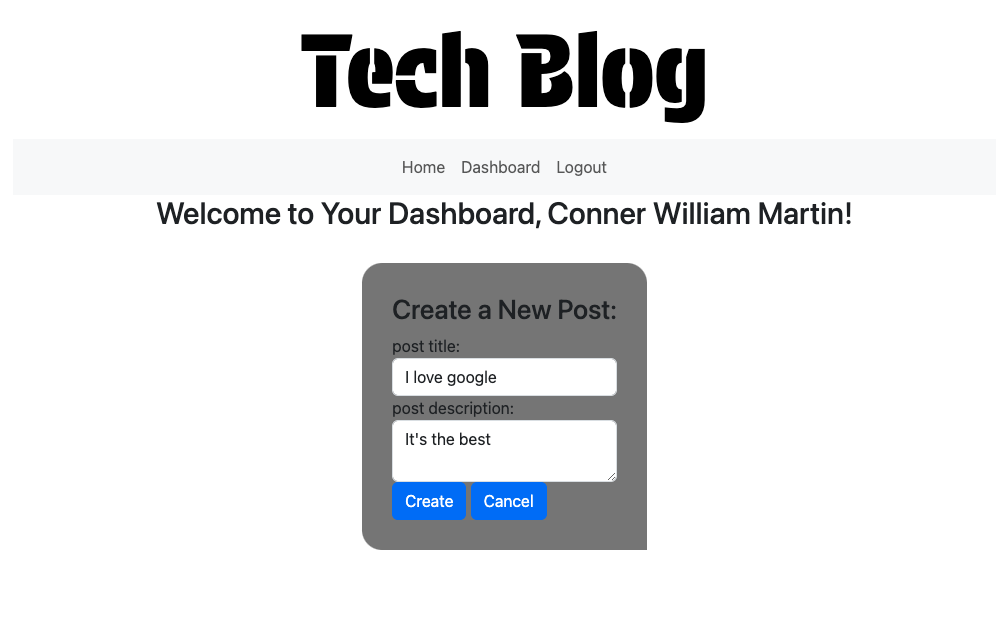 Tech Blog
Home Dashboard Logout
Welcome to Your Dashboard, Conner William Martin!
Create a New Post:
post title:
I love google
post description:
It's the best
Create Cancel